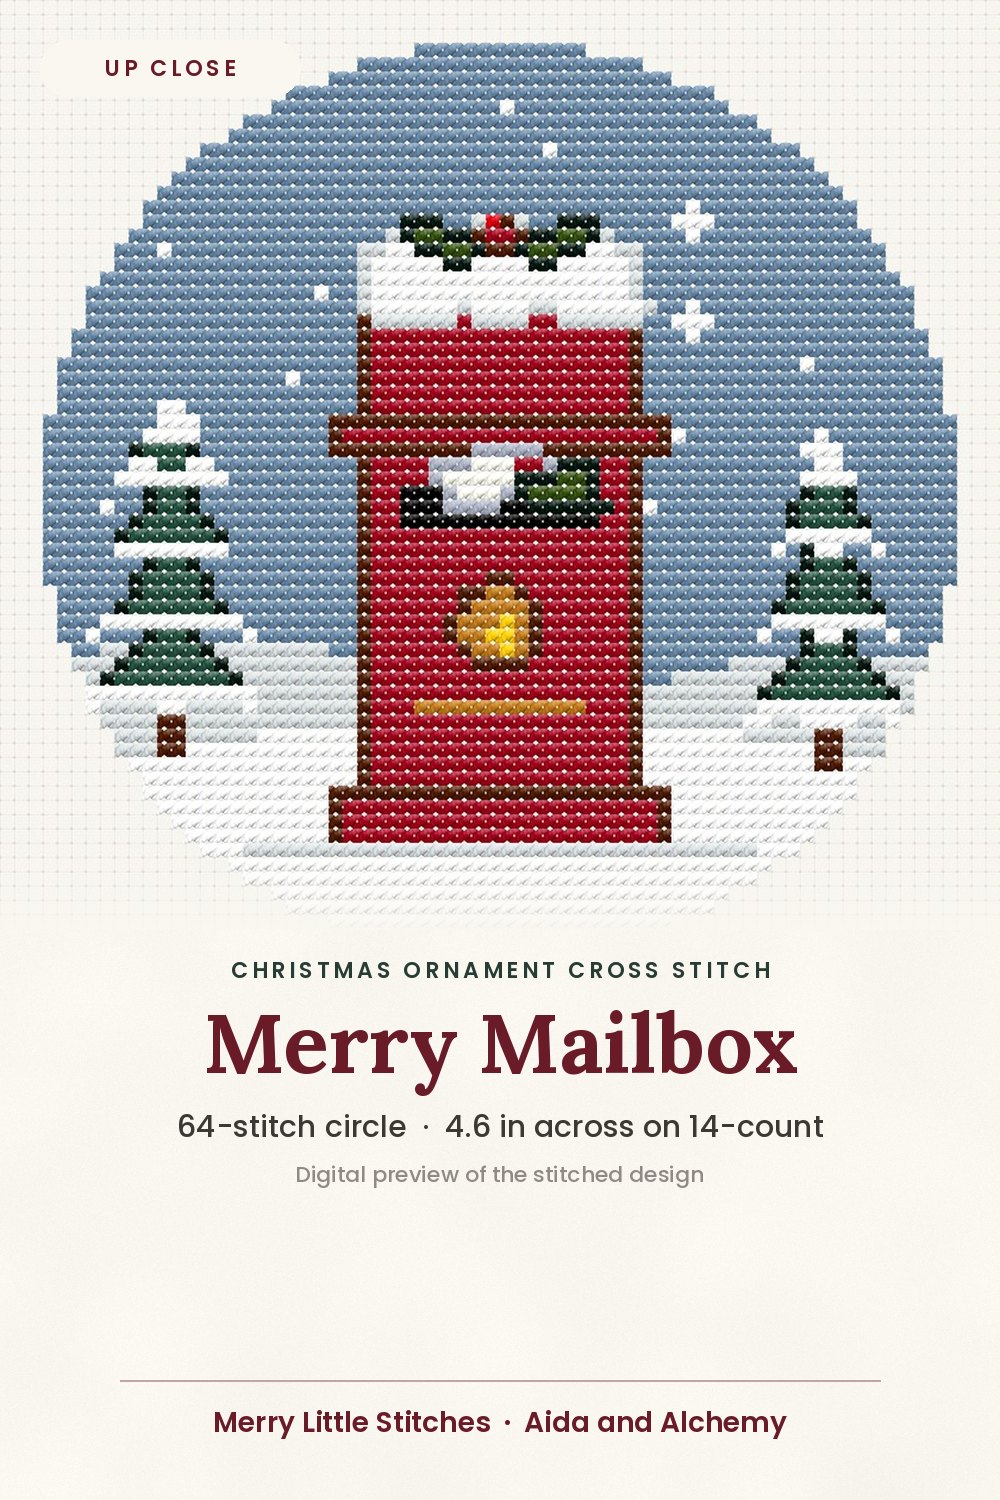 UP CLOSE
CHRISTMAS ORNAMENT CROSS STITCH
Merry Mailbox
64-stitch circle · 4.6 in across on 14-count
Digital preview of the stitched design
Merry Little Stitches · Aida and Alchemy